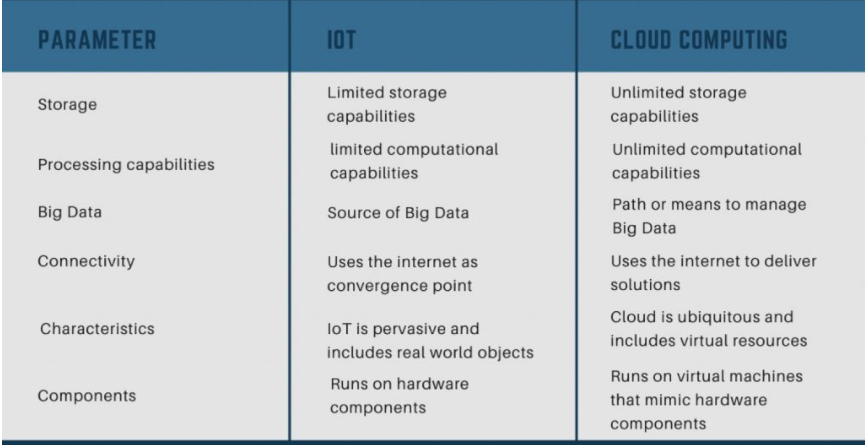 PARAMETER
IOT
CLOUD COMPUTING
Storage
Limited storage
capabilities
Unlimited storage
capabilities
Processing capabilities
limited computational
capabilities
Unlimited computational
capabilities
Big Data
Source of Big Data
Path or means to manage
Big Data
Connectivity
Uses the internet as
convergence point
Uses the internet to deliver
solutions
Characteristics
IoT is pervasive and
includes real world objects
Cloud is ubiquitous and
includes virtual resources
Components
Runs on hardware
components
Runs on virtual machines
that mimic hardware
components